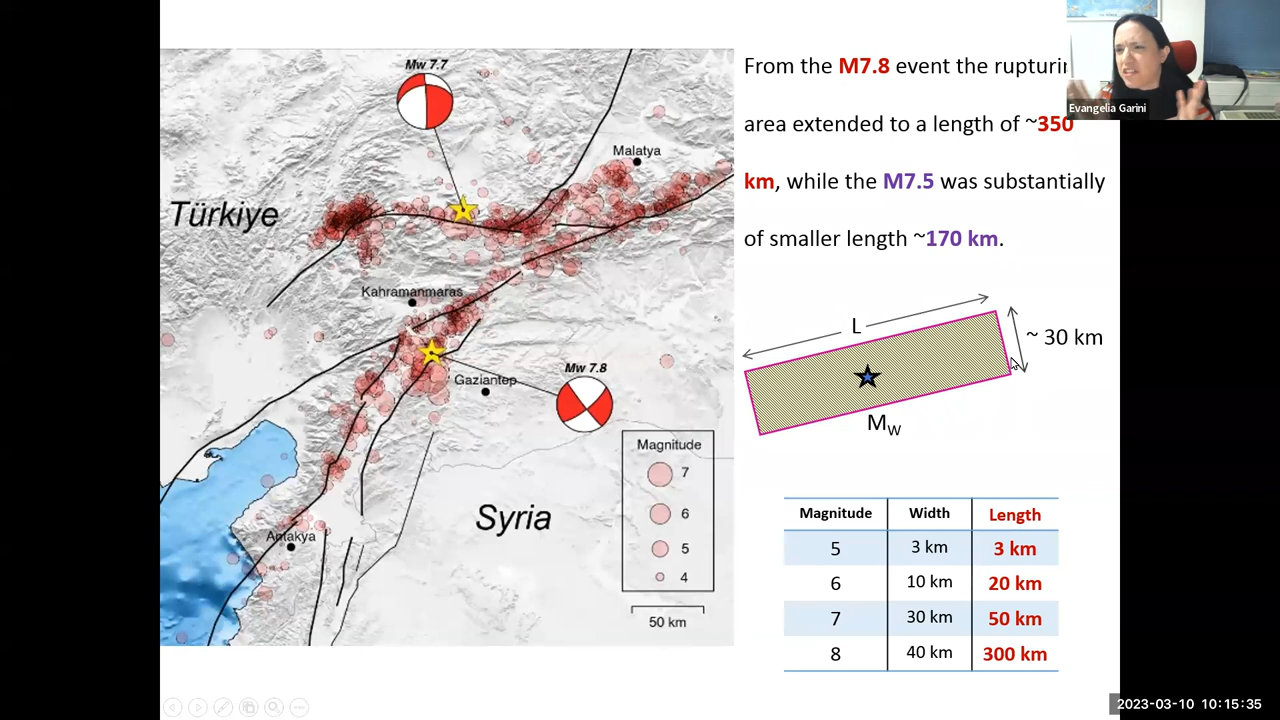 Mw 7.7
Malatya
Türkiye
Kahramanmaras
Gaziantep
Mw 7.8
Magnitude
7
6
5
4
Syria
Antakya
50 km
From the M7.8 event the rupturin
area extended to a length of ~350
km, while the M7.5 was substantially
of smaller length ~170 km.
L
~ 30 km
MW
Magnitude Width Length
5 3 km 3 km
6 10 km 20 km
7 30 km 50 km
8 40 km 300 km
Evangelia Garini
2023-03-10 10:15:35